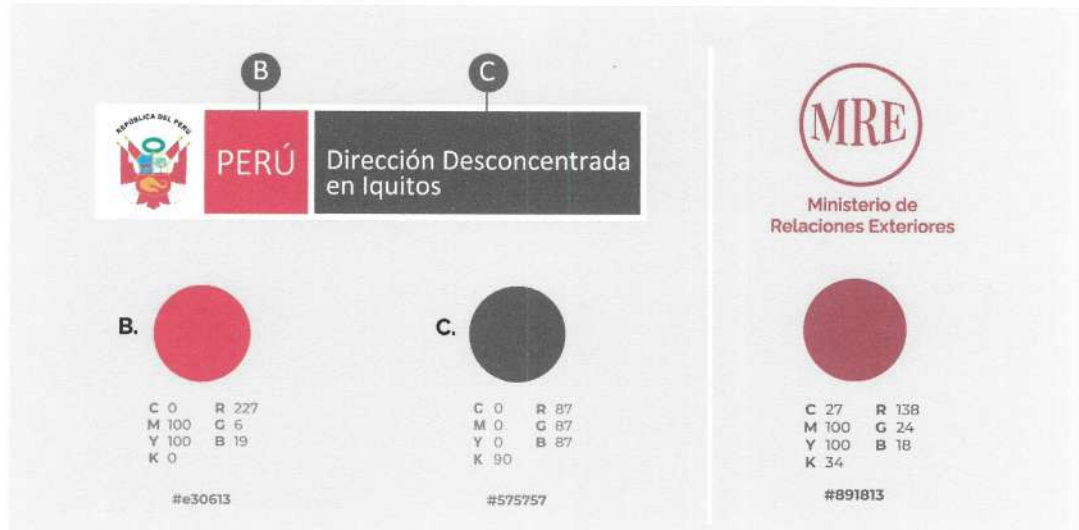 B
C
REPÚBLICA DEL PERÚ
PERÚ
Dirección Desconcentrada
en Iquitos
MRE
Ministerio de
Relaciones Exteriores
B.
C 0 R 227
M 100 G 6
Y 100 B 19
K 0
#e30613
C.
C 0 R 87
M 0 G 87
Y 0 B 87
K 90
#575757
C 27 R 138
M 100 G 24
Y 100 B 18
K 34
#891813